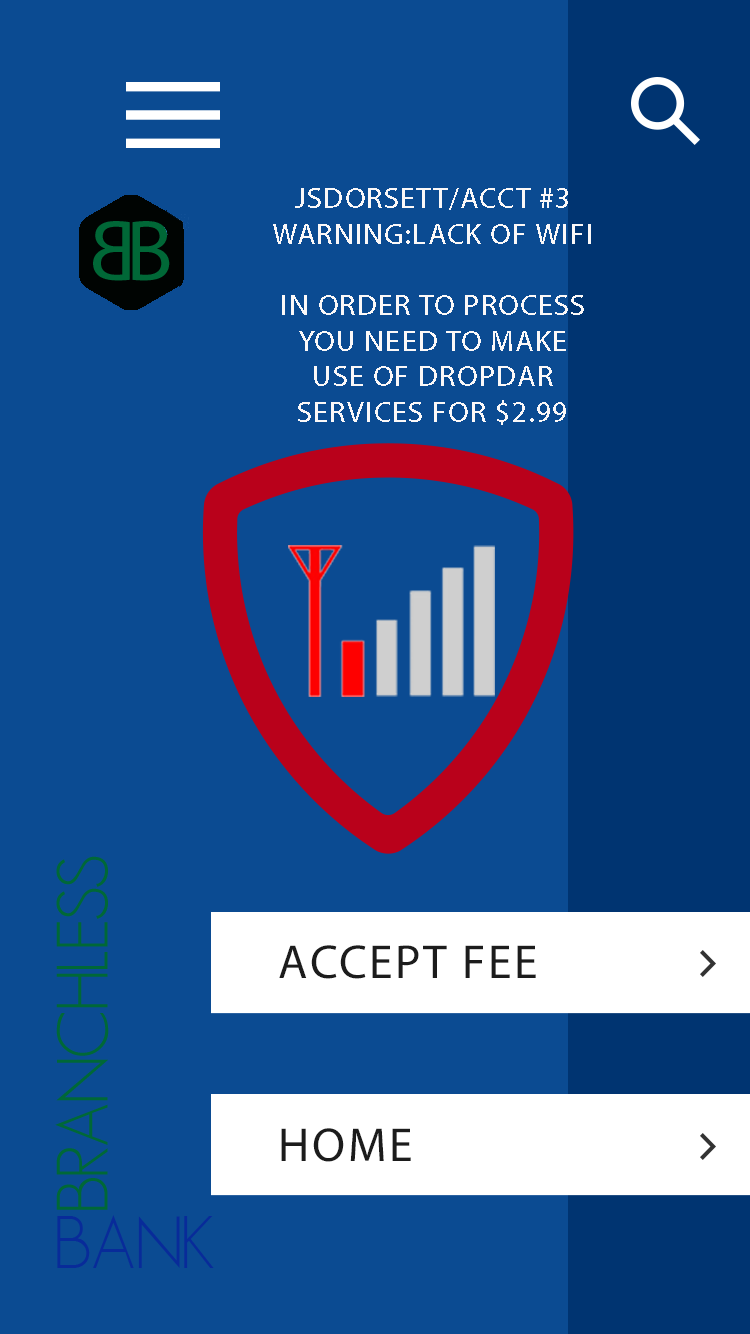 JSDORSETT/ACCT #3
WARNING:LACK OF WIFI
BB
IN ORDER TO PROCESS
YOU NEED TO MAKE
USE OF DROPDAR
SERVICES FOR $2.99
ACCEPT FEE
HOME
BRANCHLESS
BANK